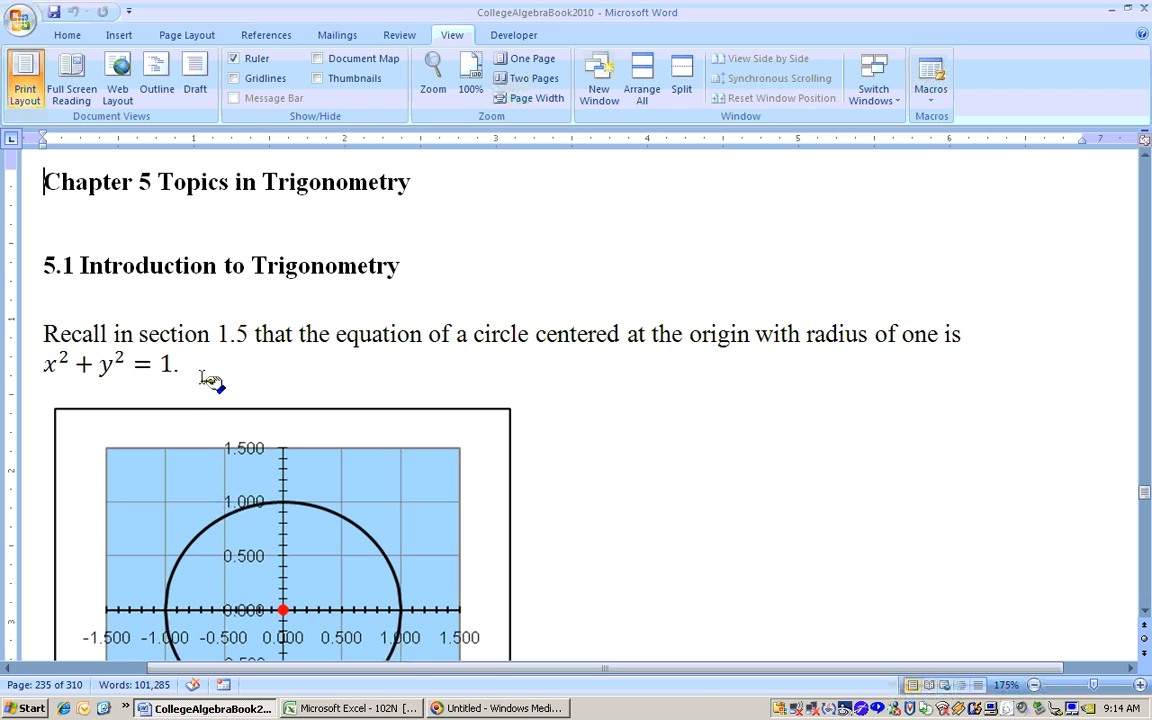 CollegeAlgebraBook2010 - Microsoft Word
Home Insert Page Layout References Mailings Review View Developer
Print Layout
Full Screen Reading
Web Layout
Outline
Draft
Document Views
Ruler
Gridlines
Message Bar
Document Map
Thumbnails
Show/Hide
Zoom
100%
One Page
Two Pages
Page Width
Zoom
New Window
Arrange All
Split
View Side by Side
Synchronous Scrolling
Reset Window Position
Switch Windows
Window
Macros
Macros
1 2 3 4 5 6 7
Chapter 5 Topics in Trigonometry
5.1 Introduction to Trigonometry
Recall in section 1.5 that the equation of a circle centered at the origin with radius of one is
x² + y² = 1.
1.500
1.000
0.500
0.000
-1.500 -1.000 -0.500 0.000 0.500 1.000 1.500
Page: 235 of 310 Words: 101,285 175%
Start CollegeAlgebraBook2... Microsoft Excel - 102N [... Untitled - Windows Medi... 9:14 AM